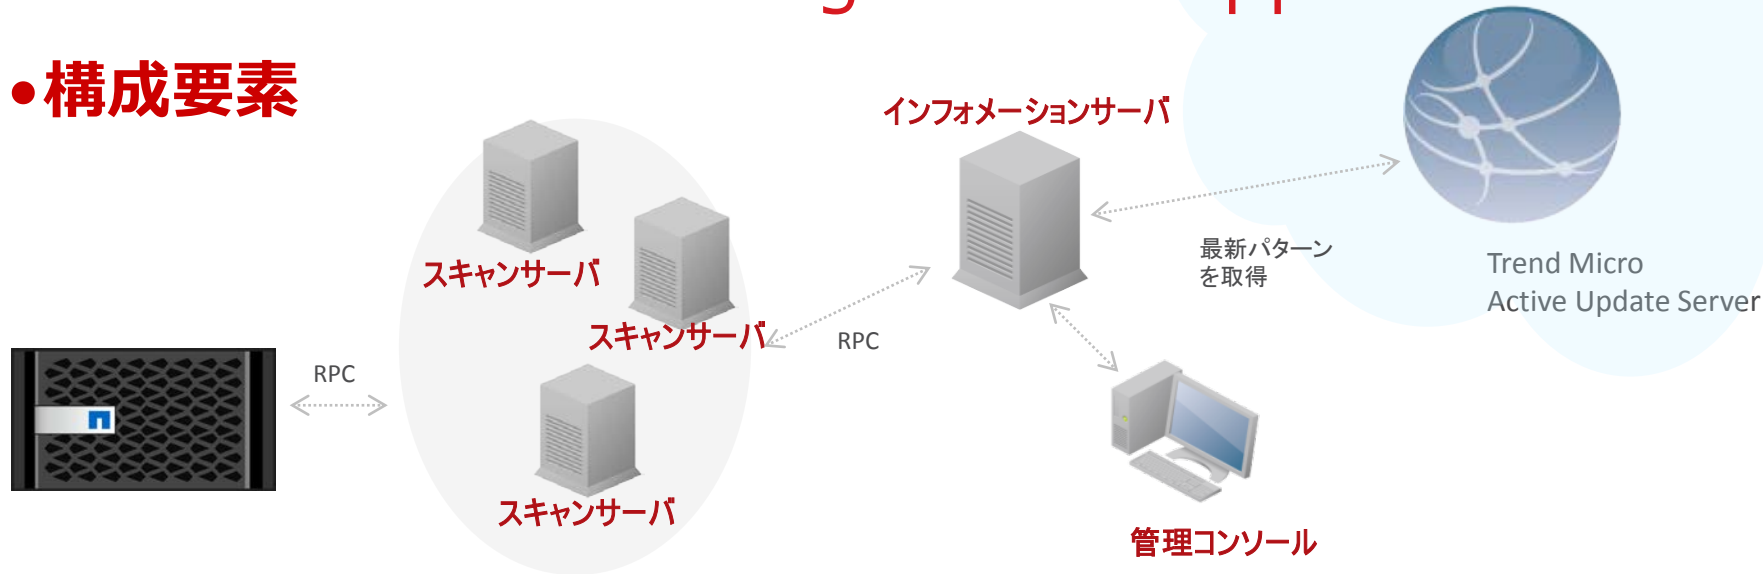 •構成要素
インフォメーションサーバ
スキャンサーバ
スキャンサーバ
スキャンサーバ
RPC
RPC
最新パターン
を取得
Trend Micro
Active Update Server
管理コンソール